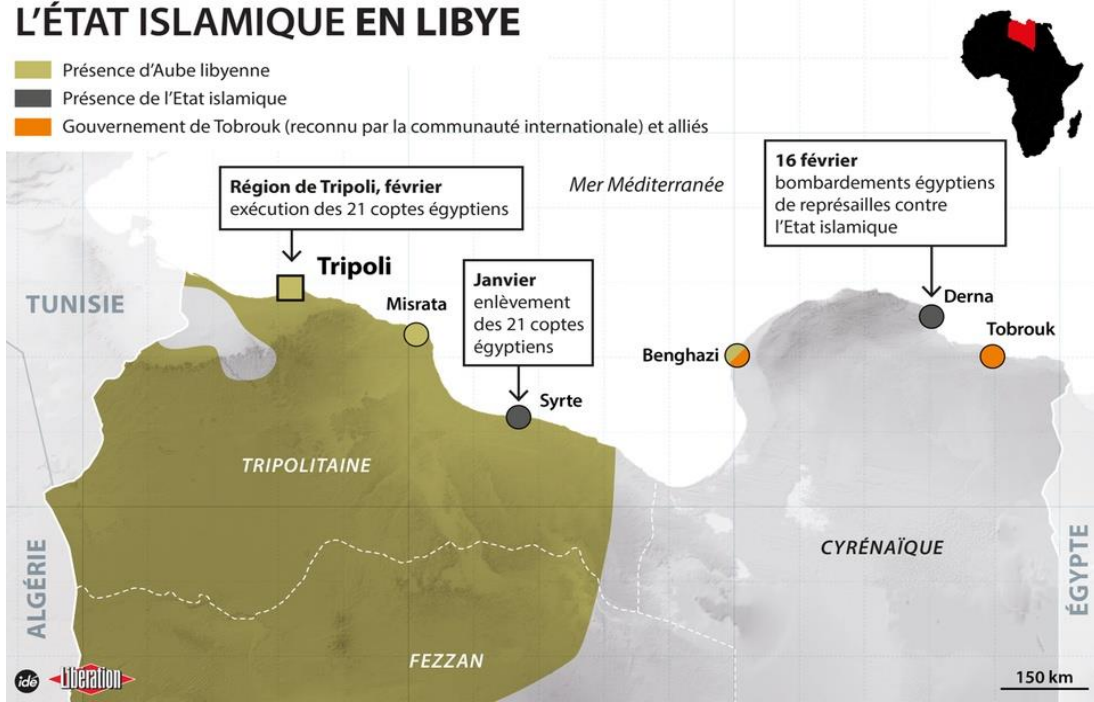 L'ÉTAT ISLAMIQUE EN LIBYE
Présence d'Aube libyenne
Présence de l'Etat islamique
Gouvernement de Tobrouk (reconnu par la communauté internationale) et alliés
Région de Tripoli, février
exécution des 21 coptes égyptiens
Mer Méditerranée
16 février
bombardements égyptiens
de représailles contre
l'Etat islamique
Tripoli
Janvier
enlèvement
des 21 coptes
égyptiens
TUNISIE
Misrata
Derna
Tobrouk
Benghazi
Syrte
TRIPOLITAINE
CYRÉNAÏQUE
ALGÉRIE
ÉGYPTE
FEZZAN
idé
Libération
150 km